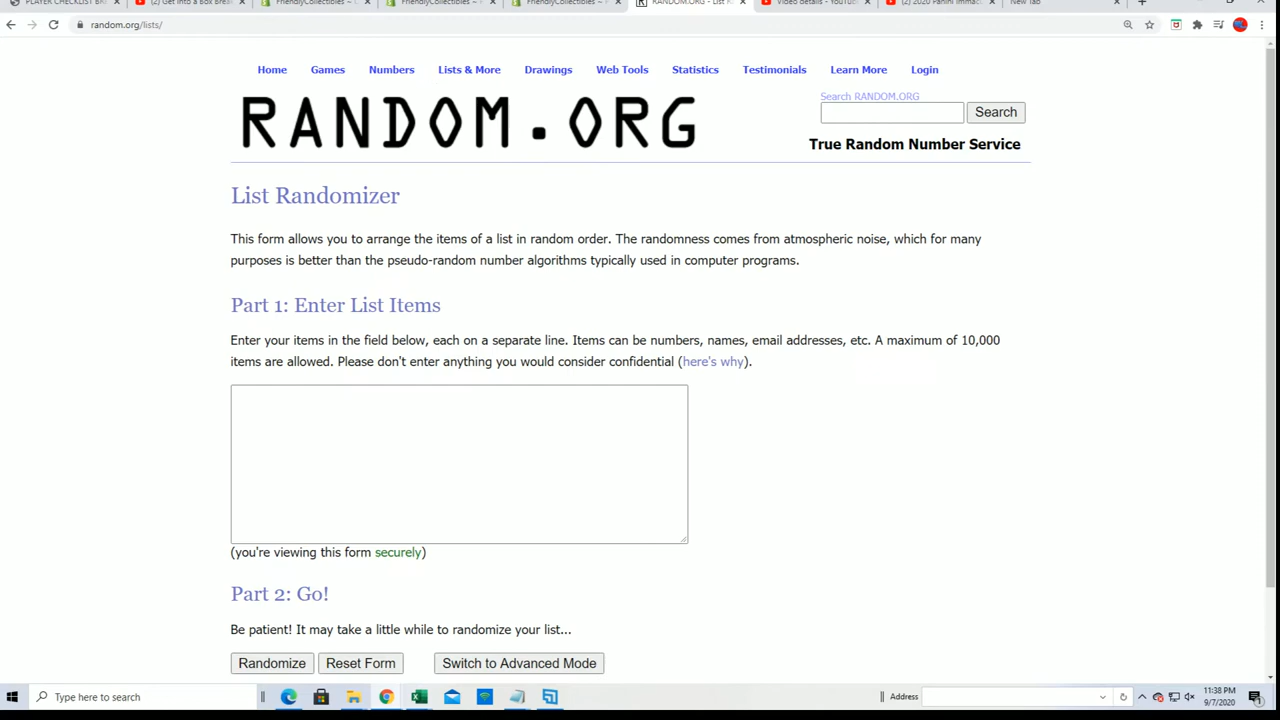 PLAYER CHECKLIST
(2) Get Into a Box Brea
FriendlyCollectibles ~
FriendlyCollectibles ~
FriendlyCollectibles ~
RANDOM.ORG - List R
Video details - YouTu
(2) 2020 Panini Immac
New Tab
random.org/lists/
Home Games Numbers Lists & More Drawings Web Tools Statistics Testimonials Learn More Login
RANDOM.ORG
Search RANDOM.ORG
Search
True Random Number Service
List Randomizer
This form allows you to arrange the items of a list in random order. The randomness comes from atmospheric noise, which for many
purposes is better than the pseudo-random number algorithms typically used in computer programs.
Part 1: Enter List Items
Enter your items in the field below, each on a separate line. Items can be numbers, names, email addresses, etc. A maximum of 10,000
items are allowed. Please don't enter anything you would consider confidential (here's why).
(you're viewing this form securely)
Part 2: Go!
Be patient! It may take a little while to randomize your list...
Randomize Reset Form Switch to Advanced Mode
Type here to search
Address
11:38 PM
9/7/2020